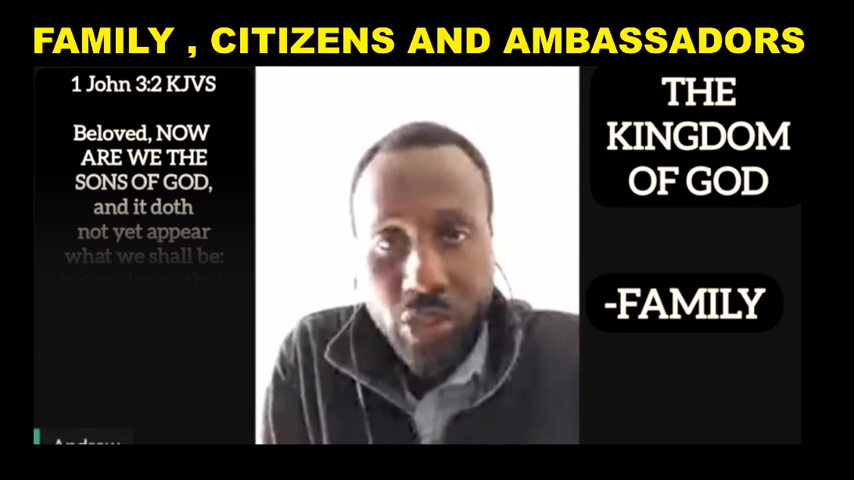 FAMILY , CITIZENS AND AMBASSADORS
1 John 3:2 KJVS
Beloved, NOW
ARE WE THE
SONS OF GOD,
and it doth
not yet appear
what we shall be:
THE
KINGDOM
OF GOD
-FAMILY